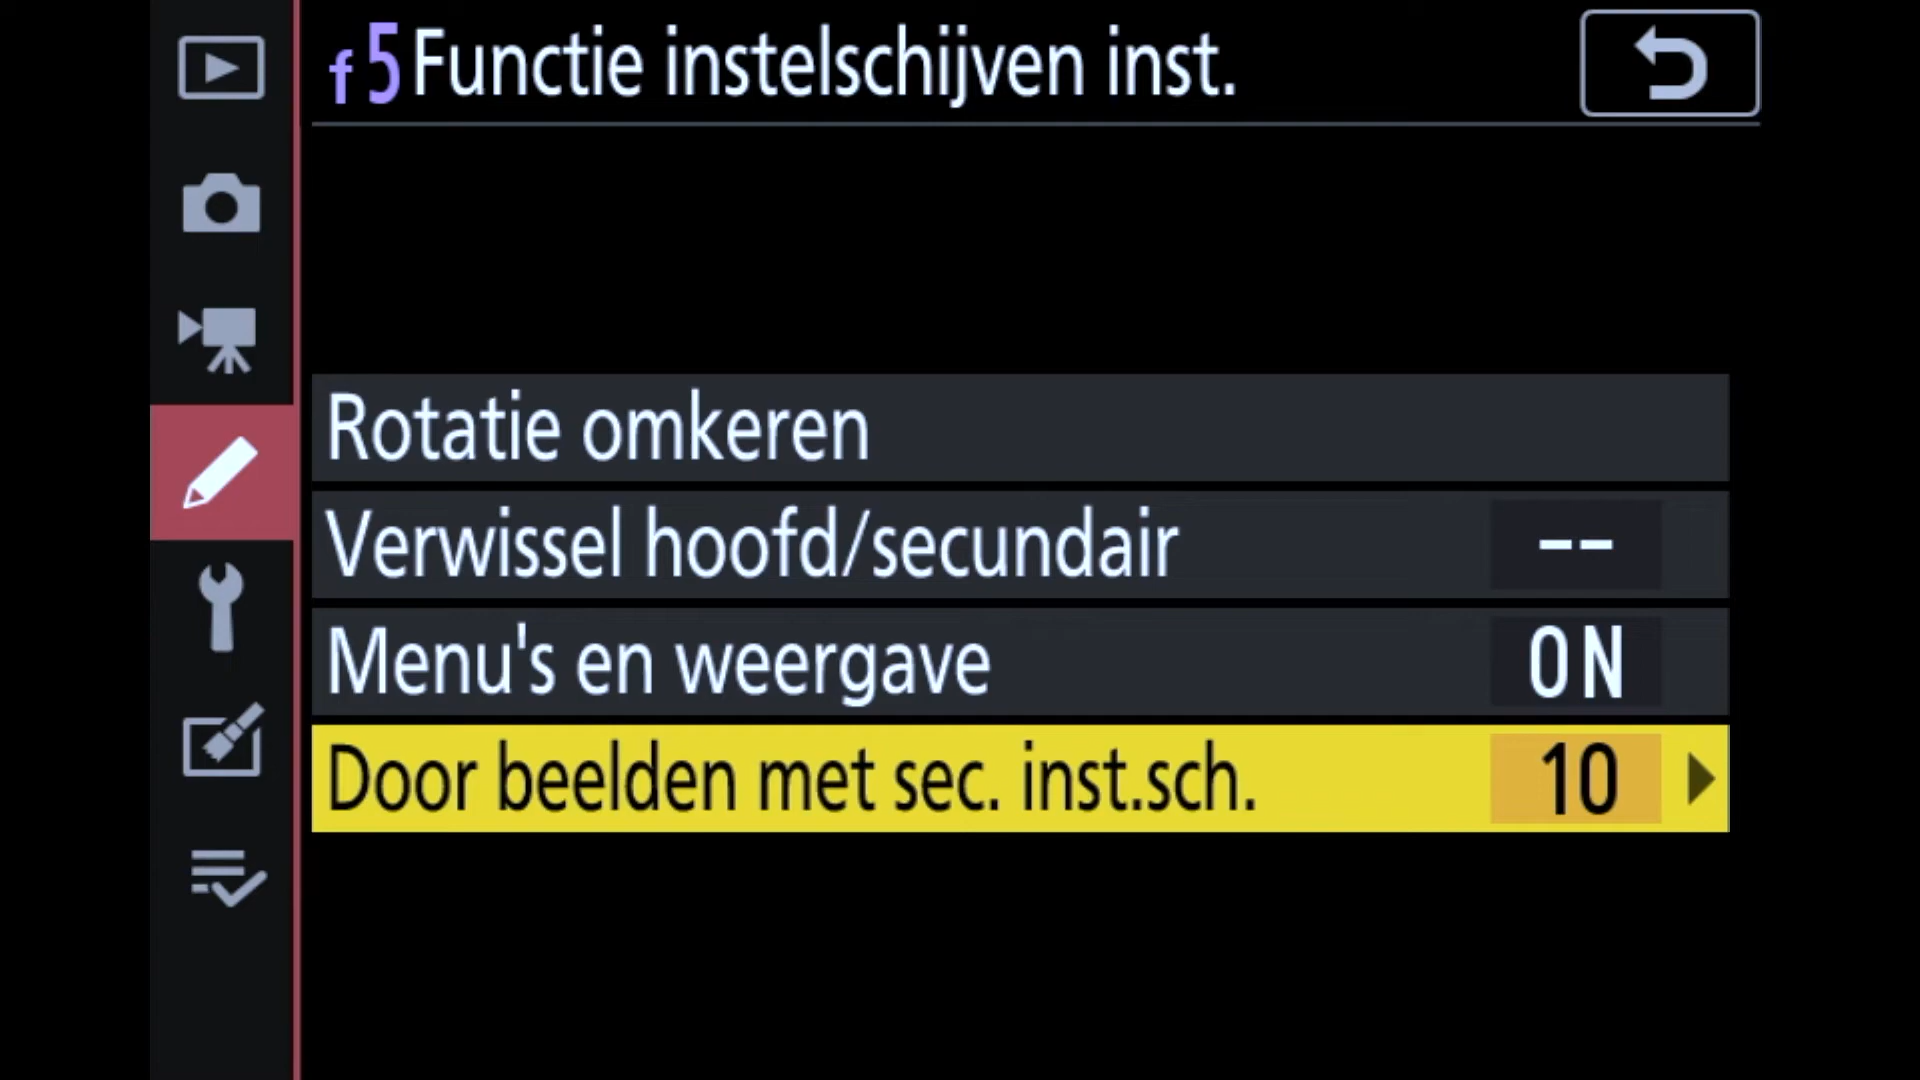 f5 Functie instelschijven inst.
Rotatie omkeren
Verwissel hoofd/secundair --
Menu's en weergave ON
Door beelden met sec. inst.sch. 10